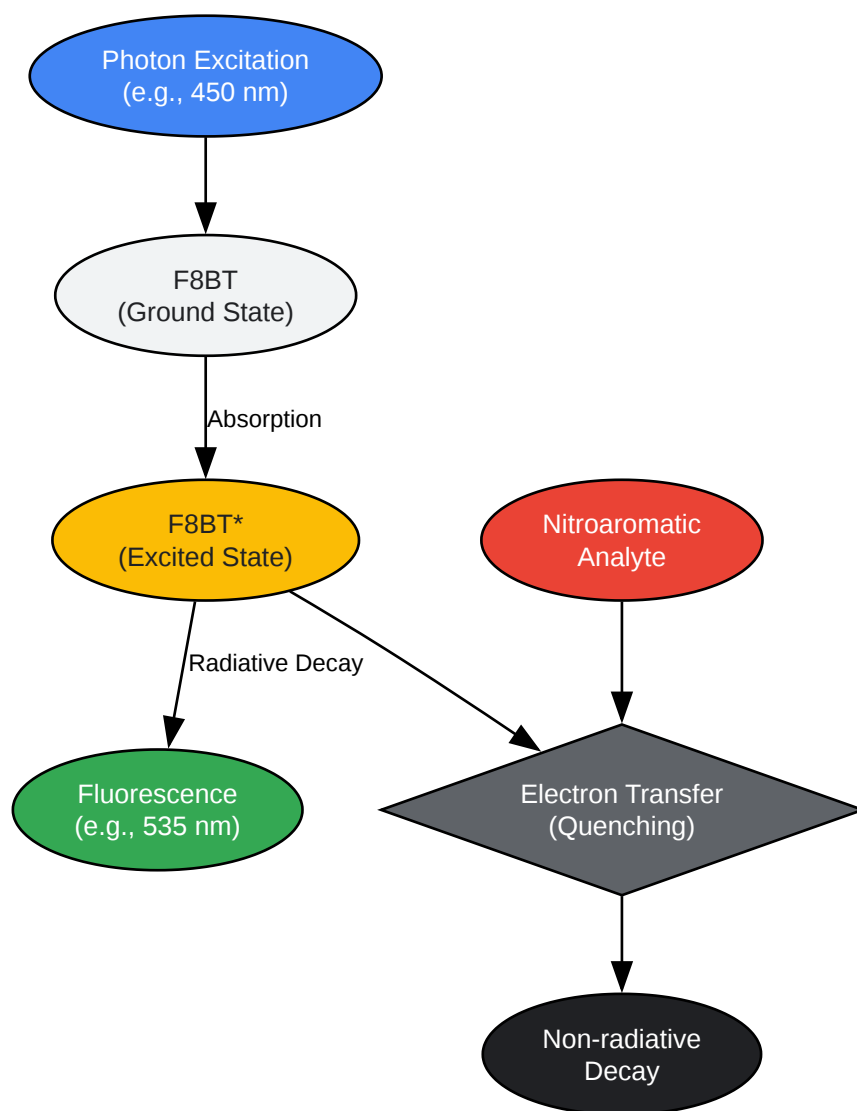 Photon Excitation
(e.g., 450 nm)
F8BT
(Ground State)
Absorption
F8BT*
(Excited State)
Nitroaromatic
Analyte
Radiative Decay
Fluorescence
(e.g., 535 nm)
Electron Transfer
(Quenching)
Non-radiative
Decay